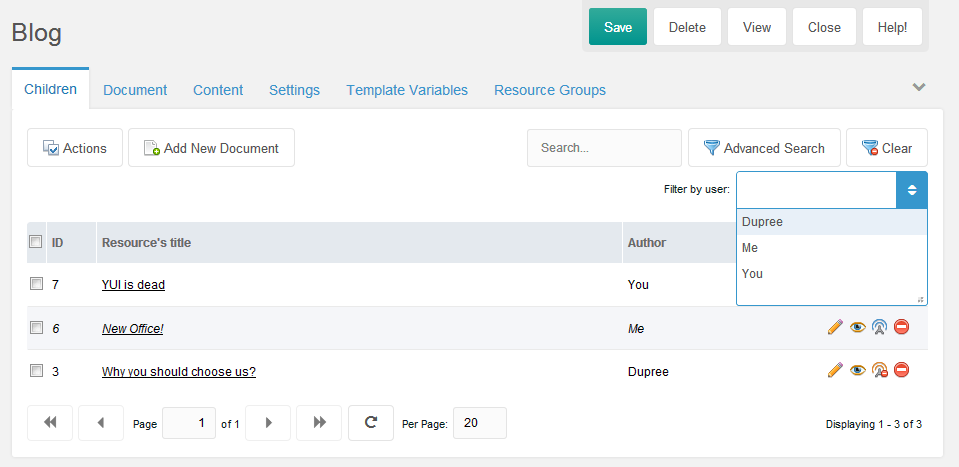 Blog
Save Delete View Close Help!
Children Document Content Settings Template Variables Resource Groups
Actions Add New Document Search... Advanced Search Clear
Filter by user:
Dupree
Me
You
ID Resource's title Author
7 YUI is dead You
6 New Office! Me
3 Why you should choose us? Dupree
Page 1 of 1 Per Page: 20 Displaying 1 - 3 of 3